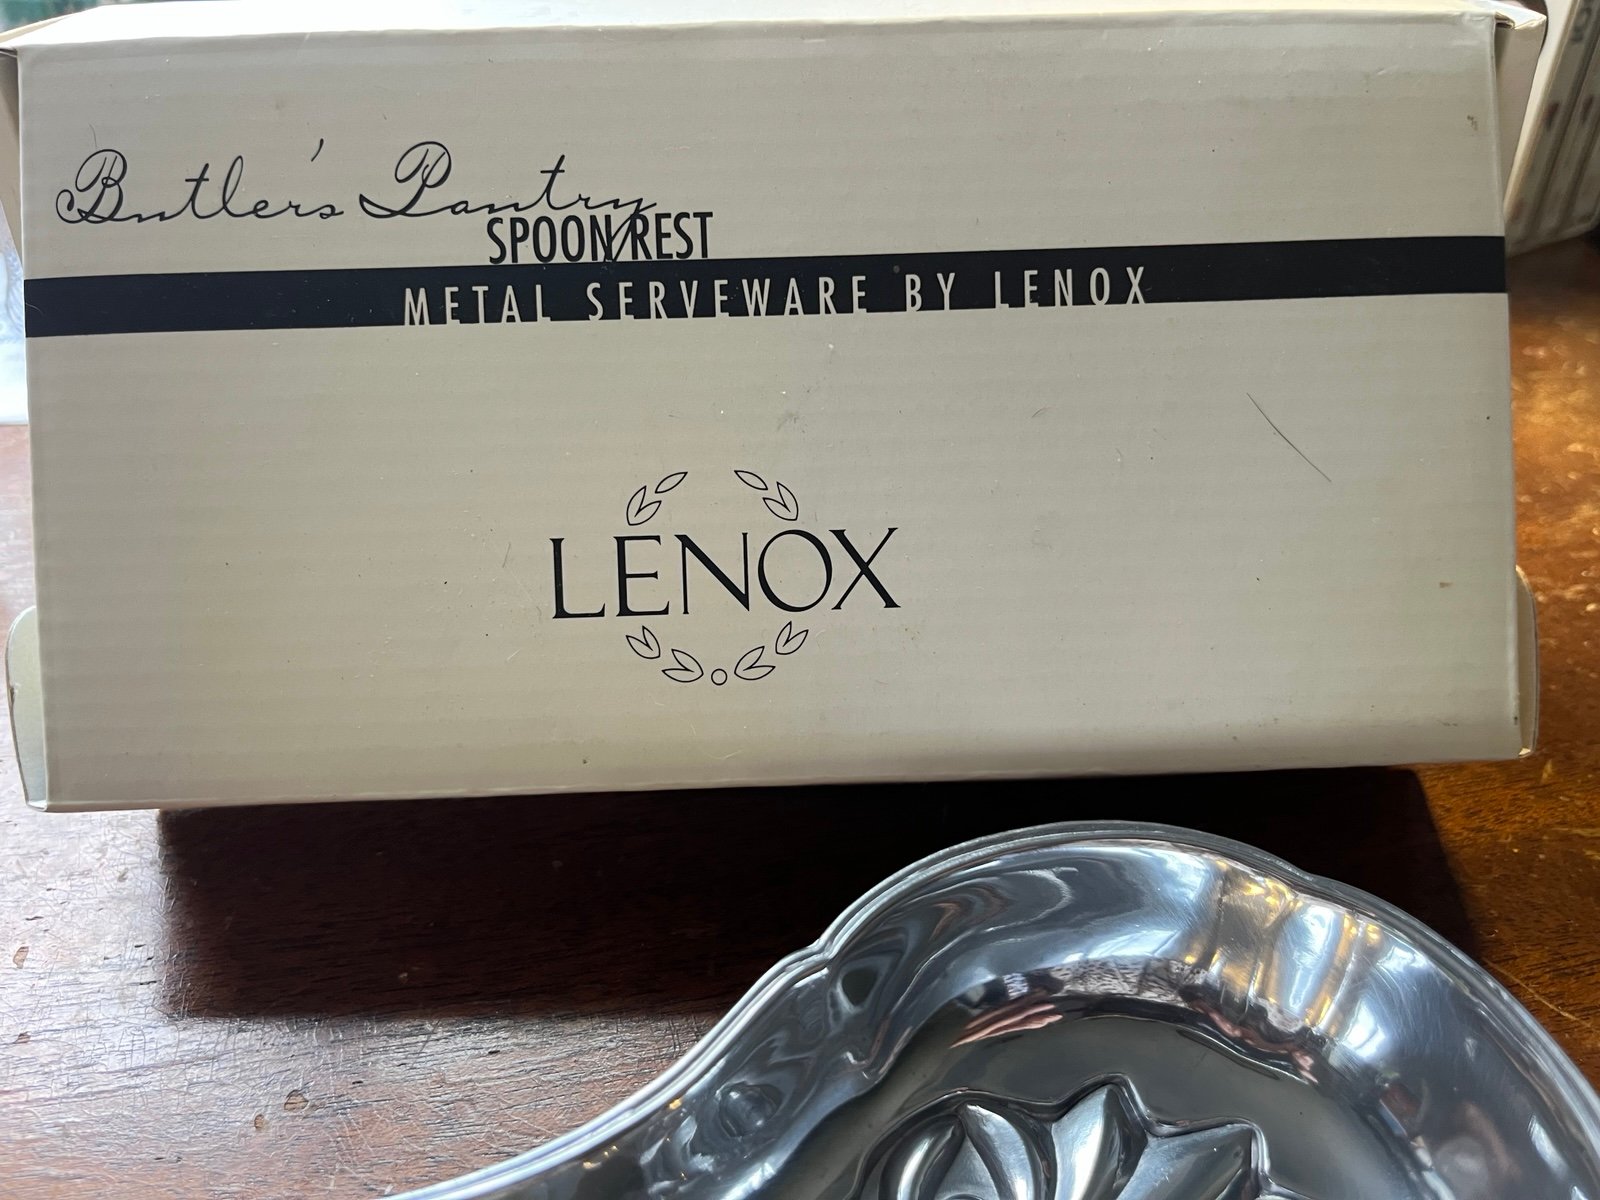 Butler's Pantry
SPOON REST
METAL SERVEWARE BY LENOX
LENOX